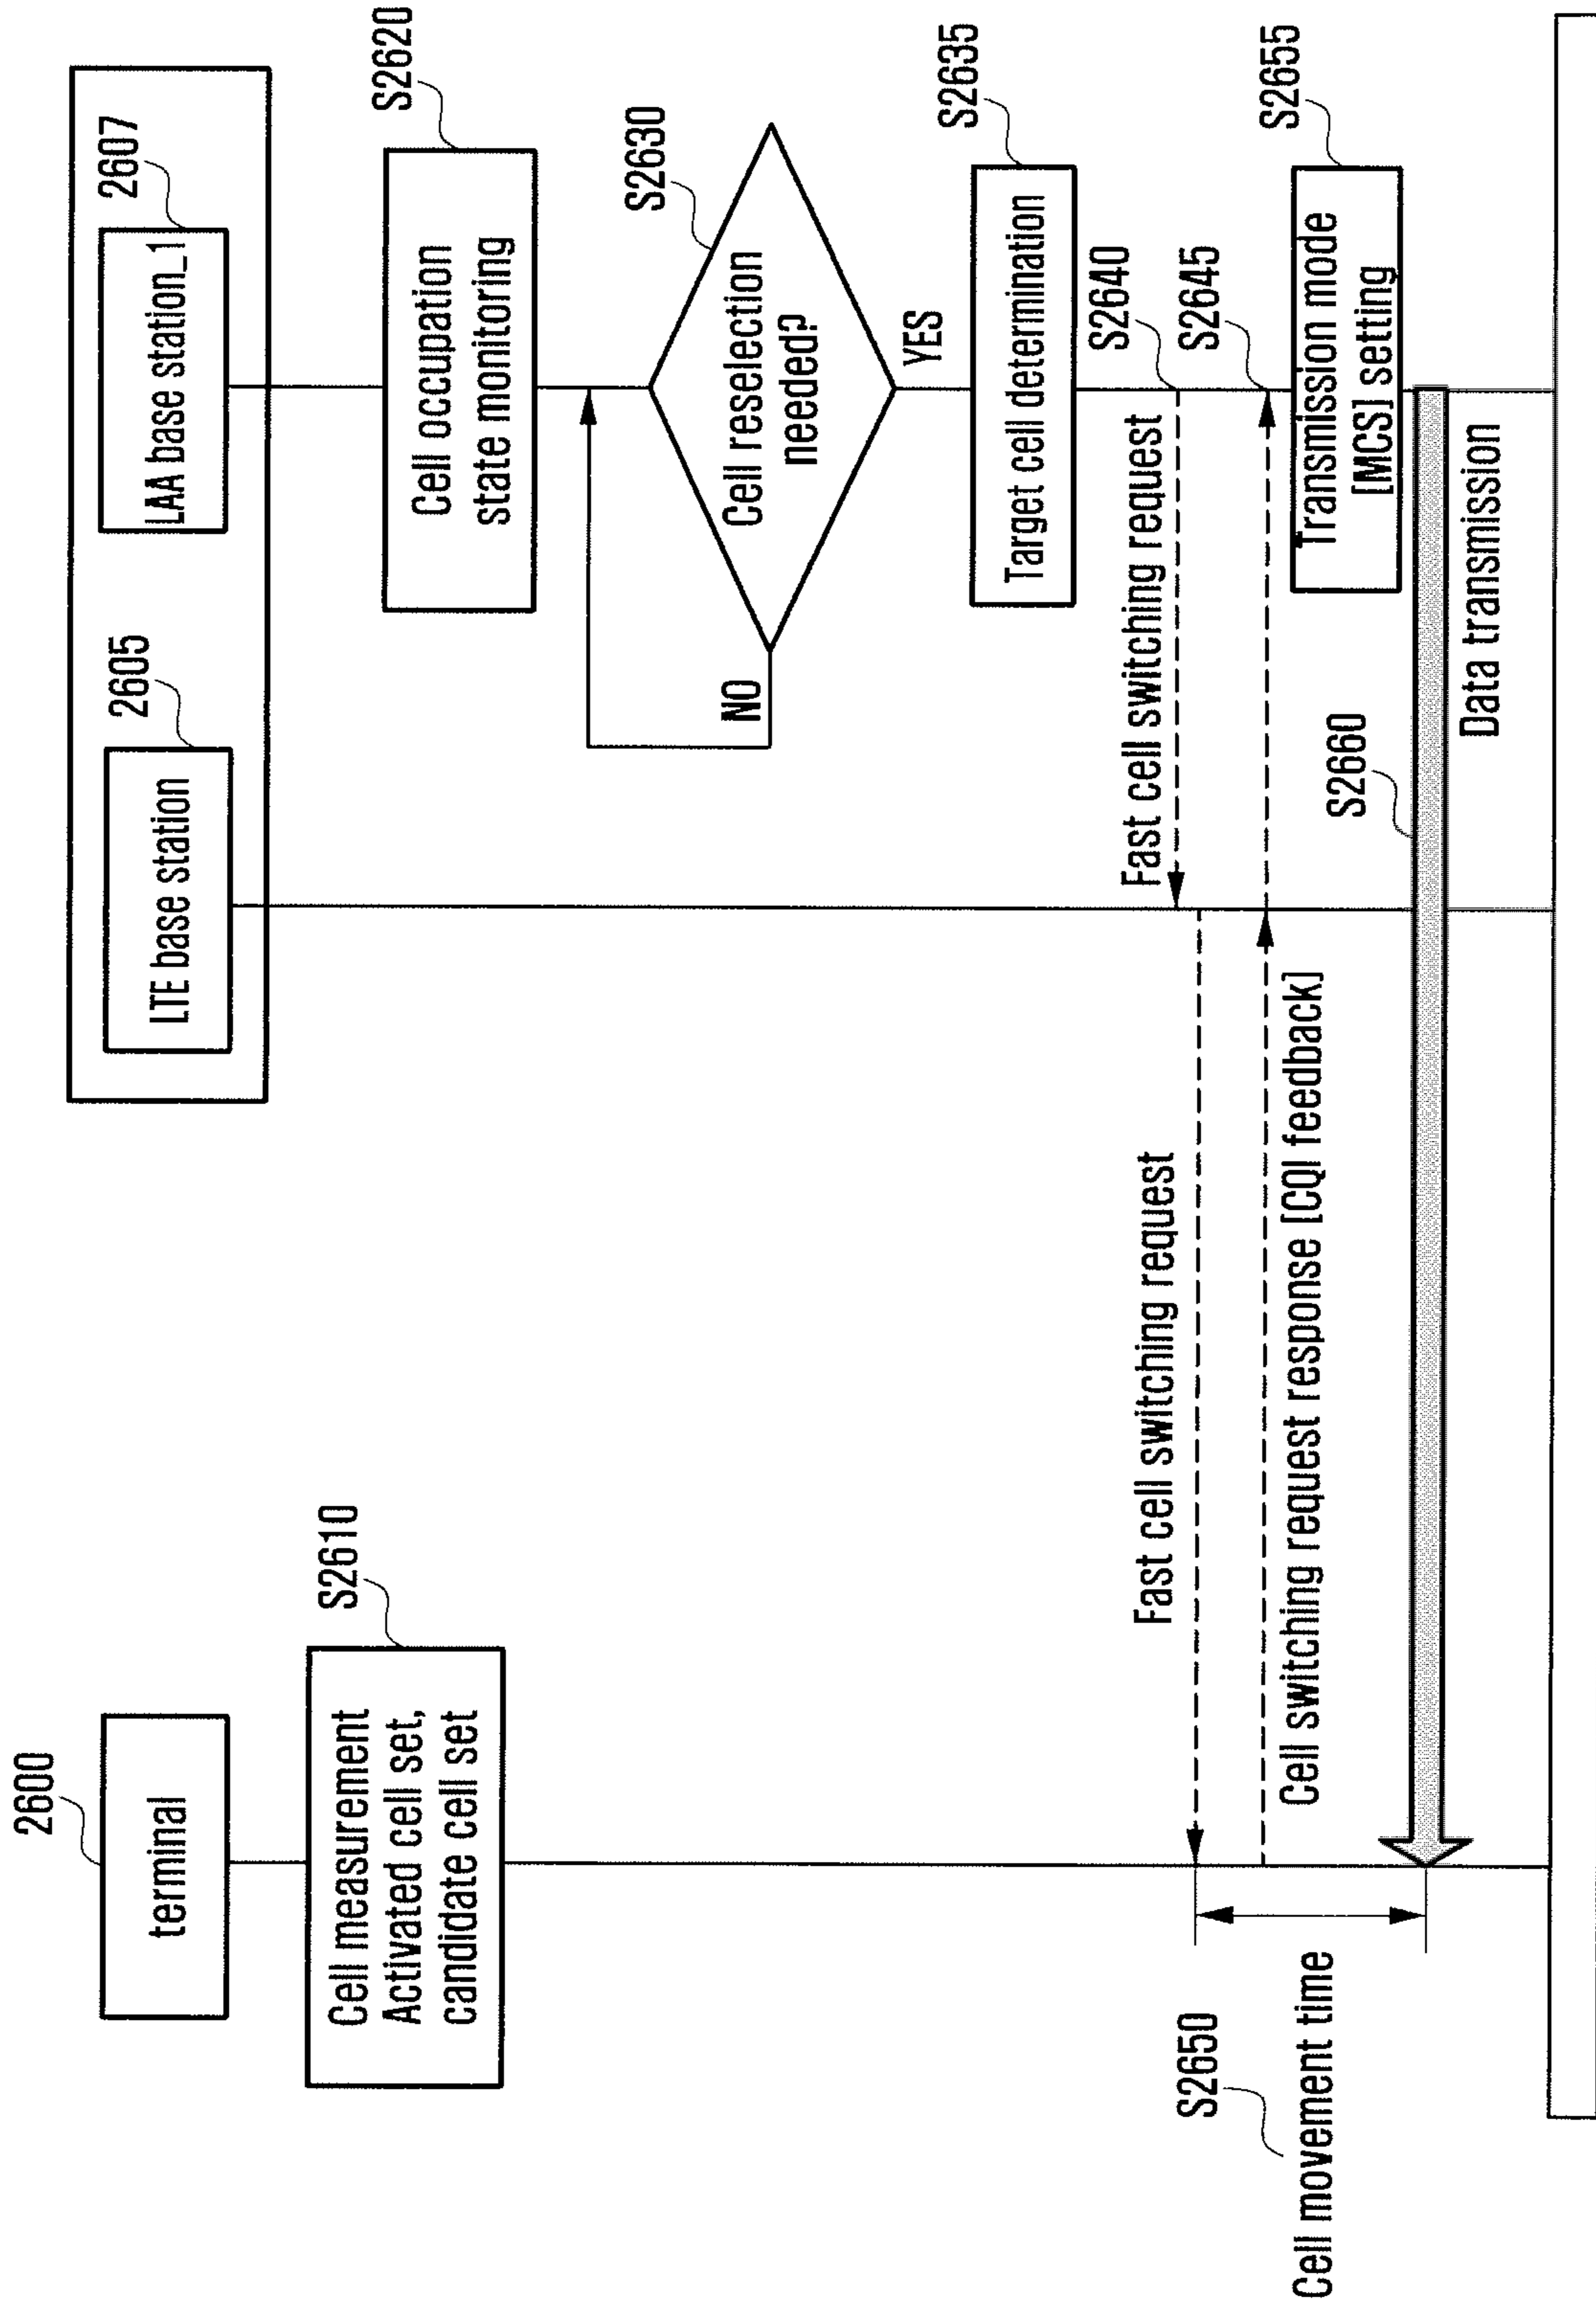 2600
terminal
2605
LTE base station
2607
LAA base station_1
S2610
Cell measurement
Activated cell set,
candidate cell set
S2620
Cell occupation
state monitoring
S2630
Cell reselection
needed?
NO
YES
S2635
Target cell determination
S2640
Fast cell switching request
Fast cell switching request
S2645
Cell switching request response [CQI feedback]
S2650
Cell movement time
S2655
Transmission mode
[MCS] setting
S2660
Data transmission